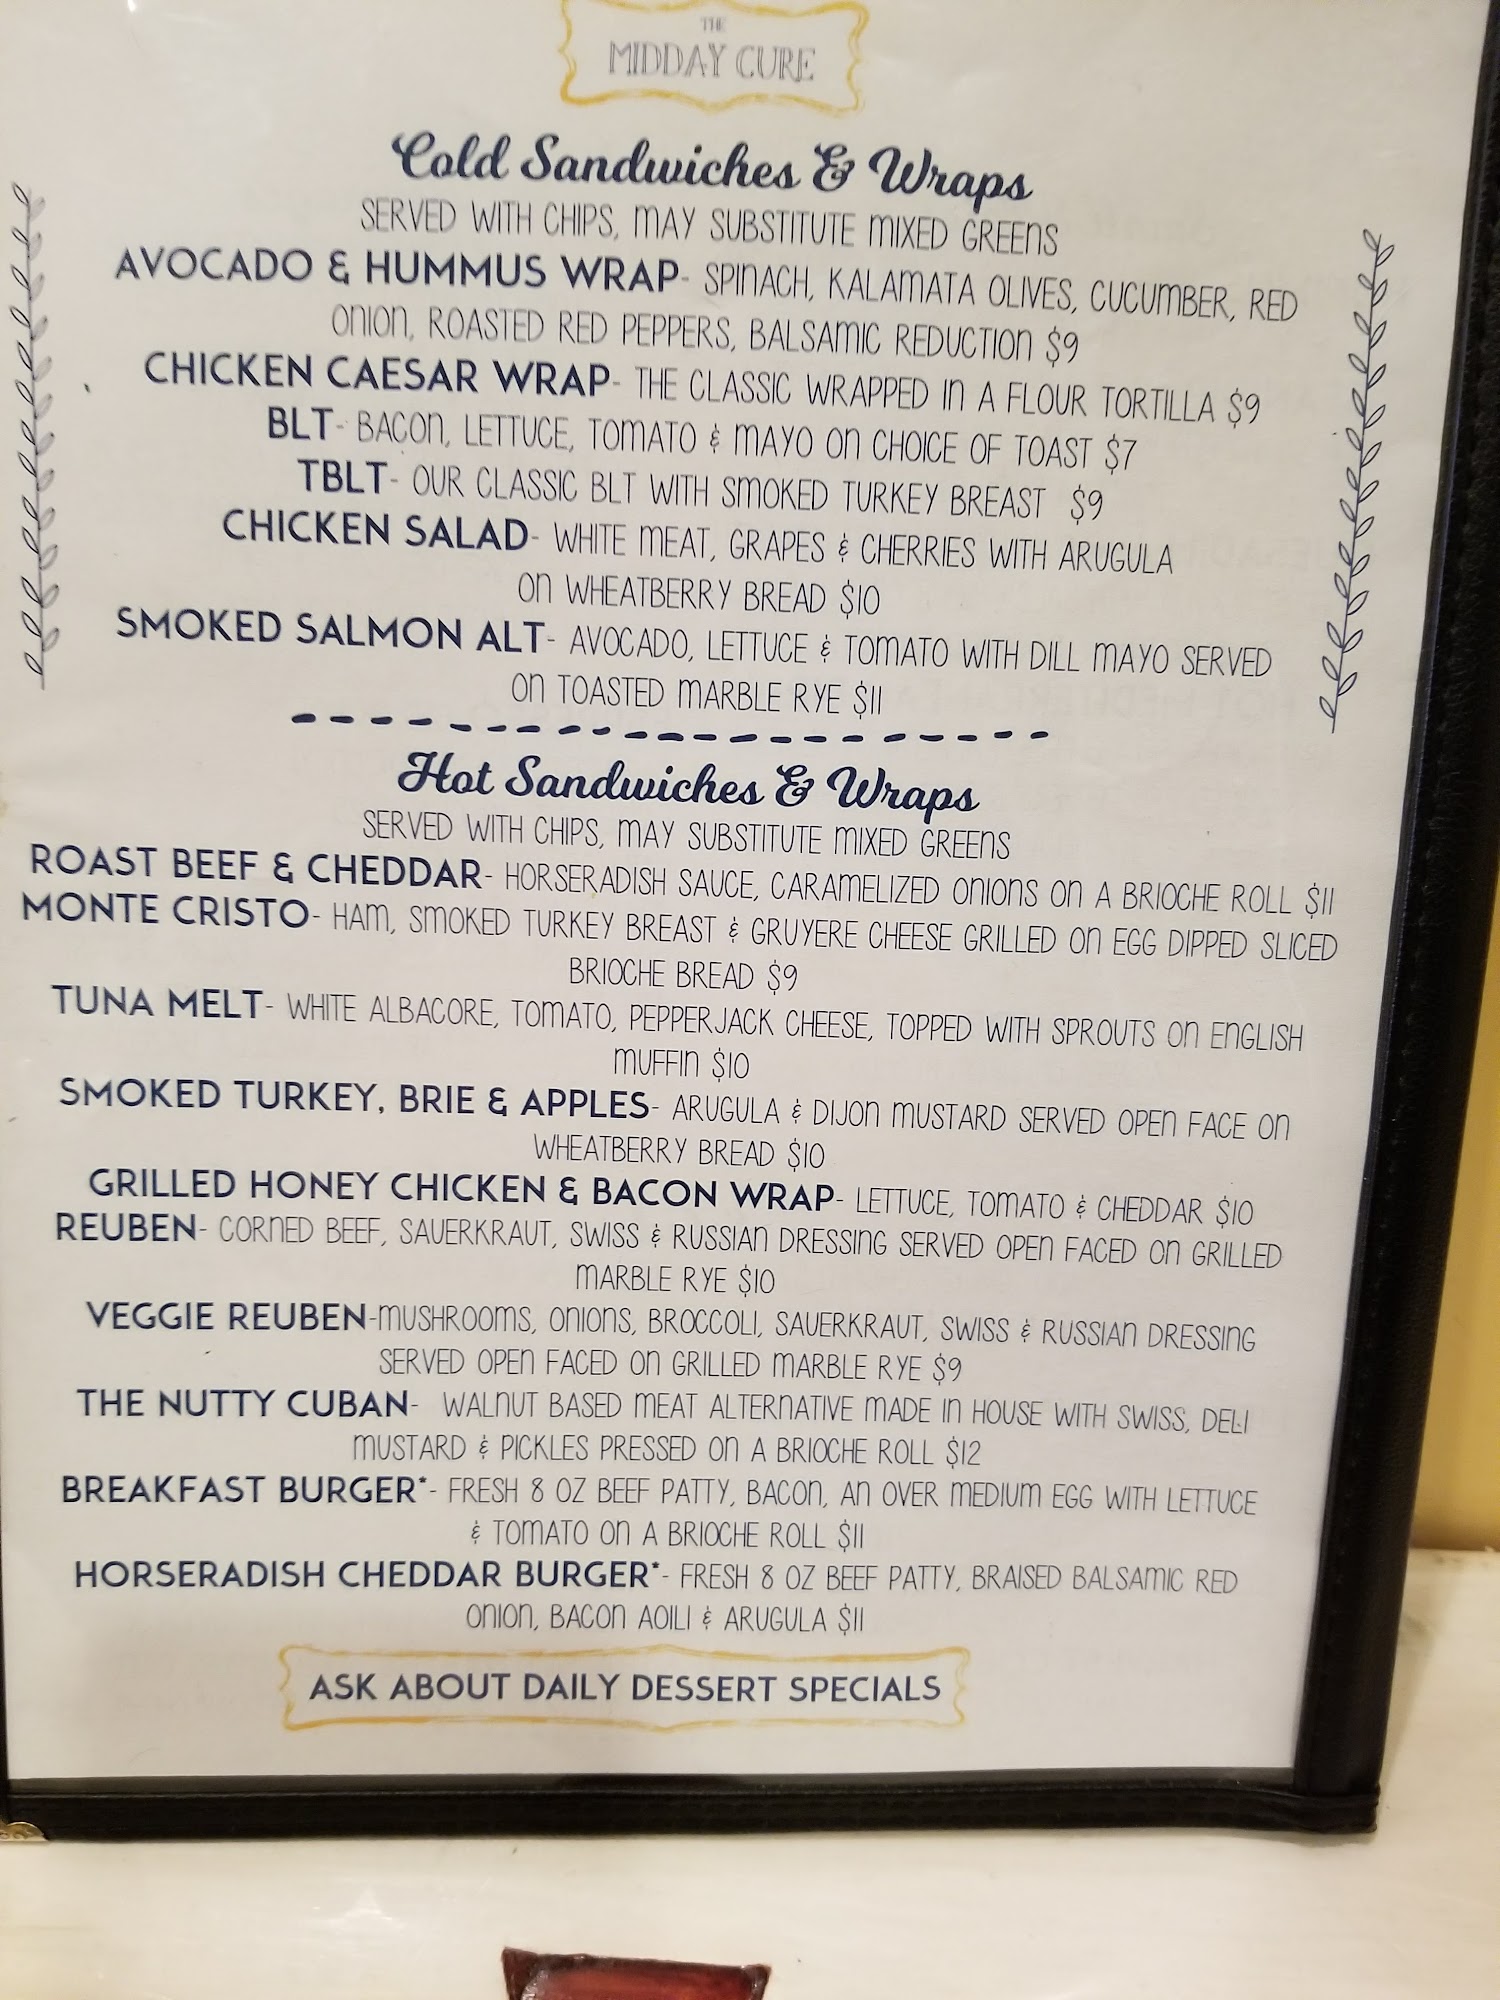 THE
MIDDAY CURE
Cold Sandwiches & Wraps
SERVED WITH CHIPS, MAY SUBSTITUTE MIXED GREENS
AVOCADO & HUMMUS WRAP- SPINACH, KALAMATA OLIVES, CUCUMBER, RED
ONION, ROASTED RED PEPPERS, BALSAMIC REDUCTION $9
CHICKEN CAESAR WRAP- THE CLASSIC WRAPPED IN A FLOUR TORTILLA $9
BLT- BACON, LETTUCE, TOMATO & MAYO ON CHOICE OF TOAST $7
TBLT- OUR CLASSIC BLT WITH SMOKED TURKEY BREAST $9
CHICKEN SALAD- WHITE MEAT, GRAPES & CHERRIES WITH ARUGULA
ON WHEATBERRY BREAD $10
SMOKED SALMON ALT- AVOCADO, LETTUCE & TOMATO WITH DILL MAYO SERVED
ON TOASTED MARBLE RYE $11
Hot Sandwiches & Wraps
SERVED WITH CHIPS, MAY SUBSTITUTE MIXED GREENS
ROAST BEEF & CHEDDAR- HORSERADISH SAUCE, CARAMELIZED ONIONS ON A BRIOCHE ROLL $11
MONTE CRISTO- HAM, SMOKED TURKEY BREAST & GRUYERE CHEESE GRILLED ON EGG DIPPED SLICED
BRIOCHE BREAD $9
TUNA MELT- WHITE ALBACORE, TOMATO, PEPPERJACK CHEESE, TOPPED WITH SPROUTS ON ENGLISH
MUFFIN $10
SMOKED TURKEY, BRIE & APPLES- ARUGULA & DIJON MUSTARD SERVED OPEN FACE ON
WHEATBERRY BREAD $10
GRILLED HONEY CHICKEN & BACON WRAP- LETTUCE, TOMATO & CHEDDAR $10
REUBEN- CORNED BEEF, SAUERKRAUT, SWISS & RUSSIAN DRESSING SERVED OPEN FACED ON GRILLED
MARBLE RYE $10
VEGGIE REUBEN-MUSHROOMS, ONIONS, BROCCOLI, SAUERKRAUT, SWISS & RUSSIAN DRESSING
SERVED OPEN FACED ON GRILLED MARBLE RYE $9
THE NUTTY CUBAN- WALNUT BASED MEAT ALTERNATIVE MADE IN HOUSE WITH SWISS, DELI
MUSTARD & PICKLES PRESSED ON A BRIOCHE ROLL $12
BREAKFAST BURGER*- FRESH 8 OZ BEEF PATTY, BACON, AN OVER MEDIUM EGG WITH LETTUCE
& TOMATO ON A BRIOCHE ROLL $11
HORSERADISH CHEDDAR BURGER*- FRESH 8 OZ BEEF PATTY, BRAISED BALSAMIC RED
ONION, BACON AOILI & ARUGULA $11
ASK ABOUT DAILY DESSERT SPECIALS